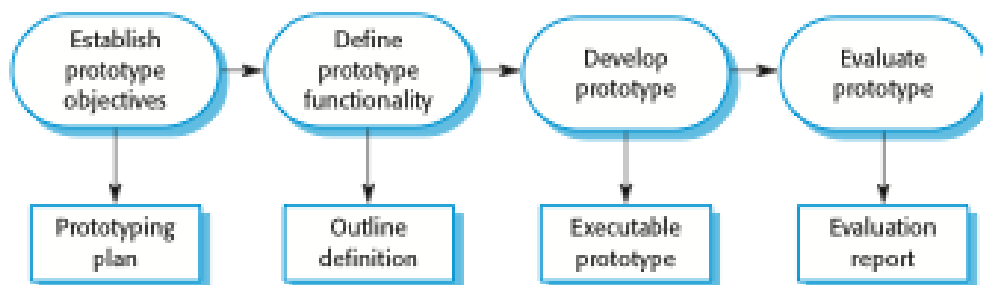 Establish
prototype
objectives
Define
prototype
functionality
Develop
prototype
Evaluate
prototype
Prototyping
plan
Outline
definition
Executable
prototype
Evaluation
report